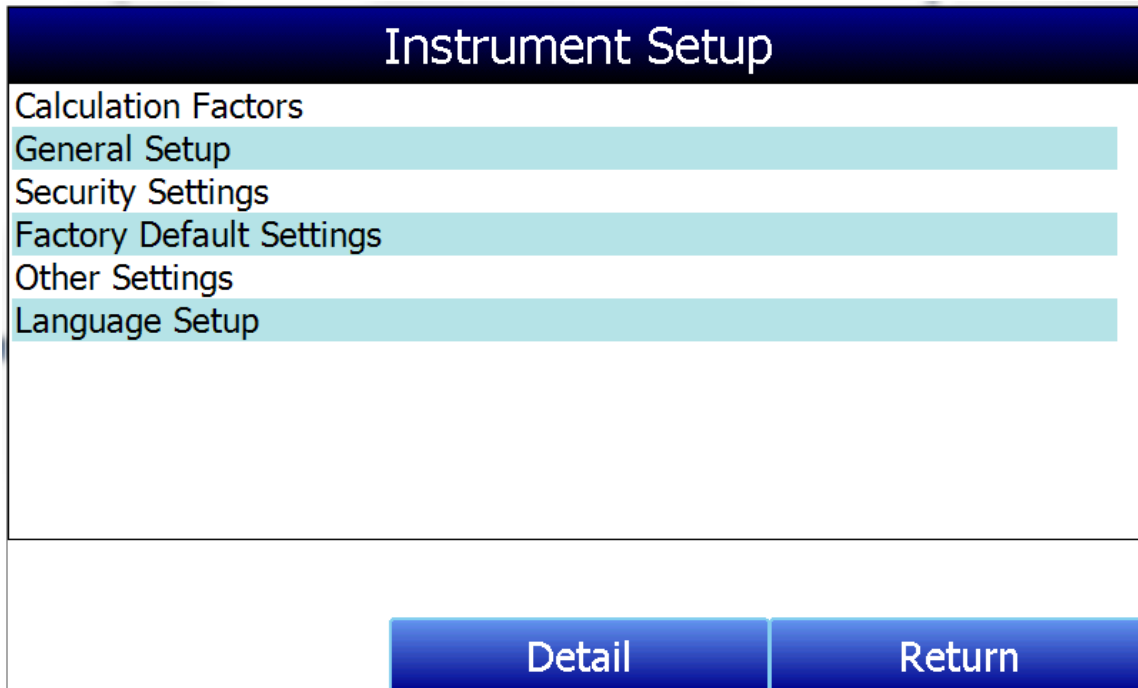 Instrument Setup
Calculation Factors
General Setup
Security Settings
Factory Default Settings
Other Settings
Language Setup
Detail
Return